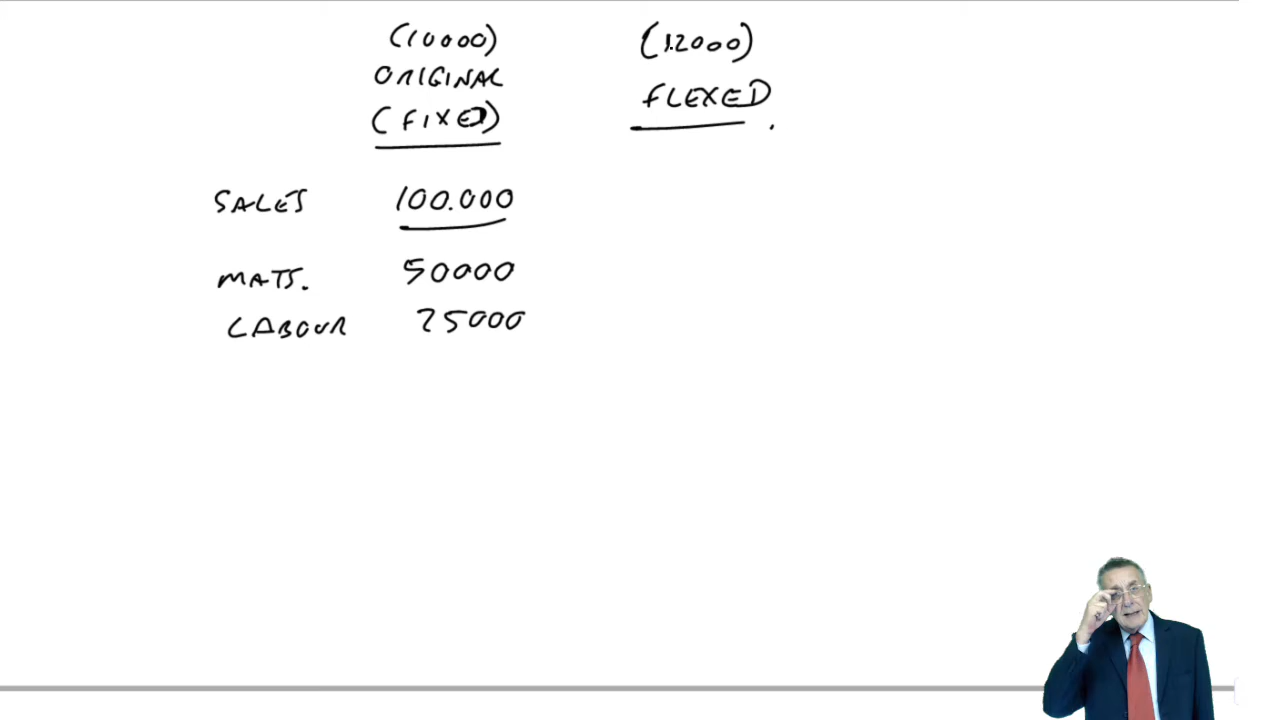 (10000) (12000)
ORIGINAL FLEXED
(FIXED)
SALES 100.000
MATS. 50000
LABOUR 25000